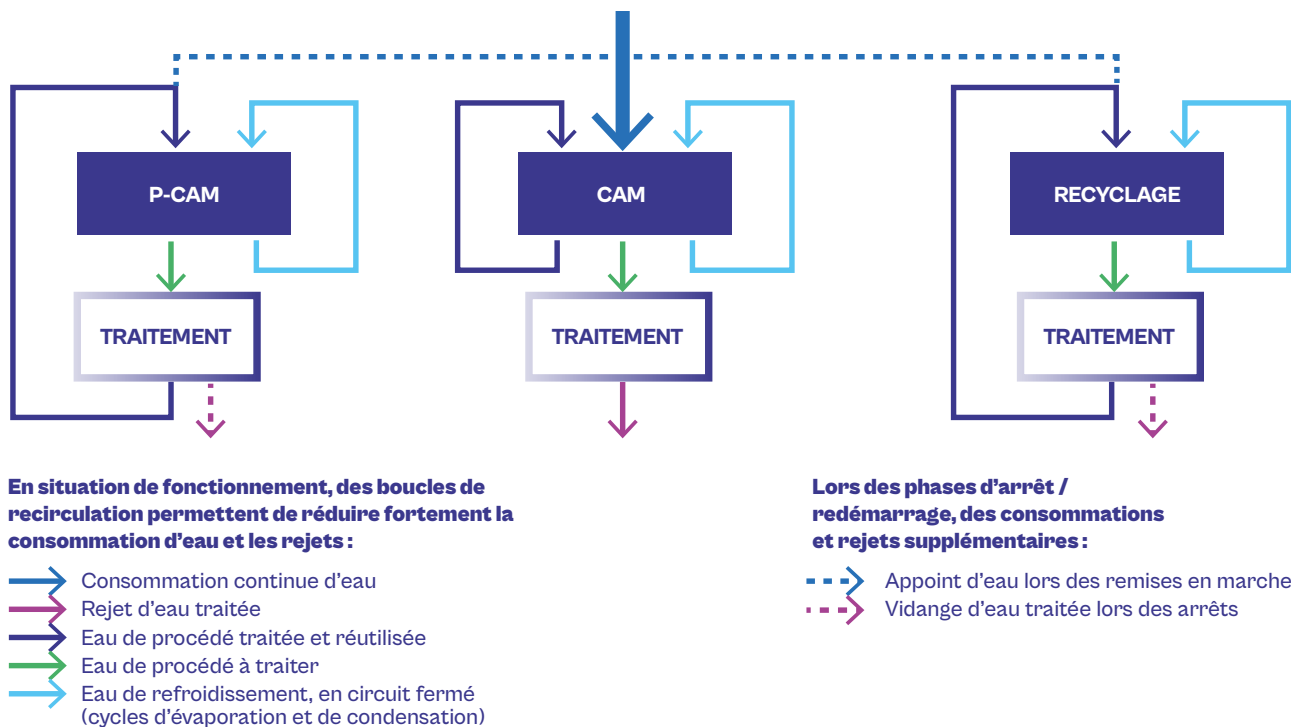 P-CAM
CAM
RECYCLAGE
TRAITEMENT
TRAITEMENT
TRAITEMENT
En situation de fonctionnement, des boucles de
recirculation permettent de réduire fortement la
consommation d'eau et les rejets :
Consommation continue d'eau
Rejet d'eau traitée
Eau de procédé traitée et réutilisée
Eau de procédé à traiter
Eau de refroidissement, en circuit fermé
(cycles d'évaporation et de condensation)
Lors des phases d'arrêt /
redémarrage, des consommations
et rejets supplémentaires :
Appoint d'eau lors des remises en marche
Vidange d'eau traitée lors des arrêts